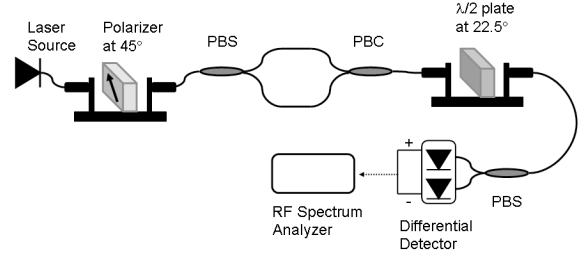 Laser
Source
Polarizer
at 45°
PBS
PBC
λ/2 plate
at 22.5°
+
-
PBS
RF Spectrum
Analyzer
Differential
Detector